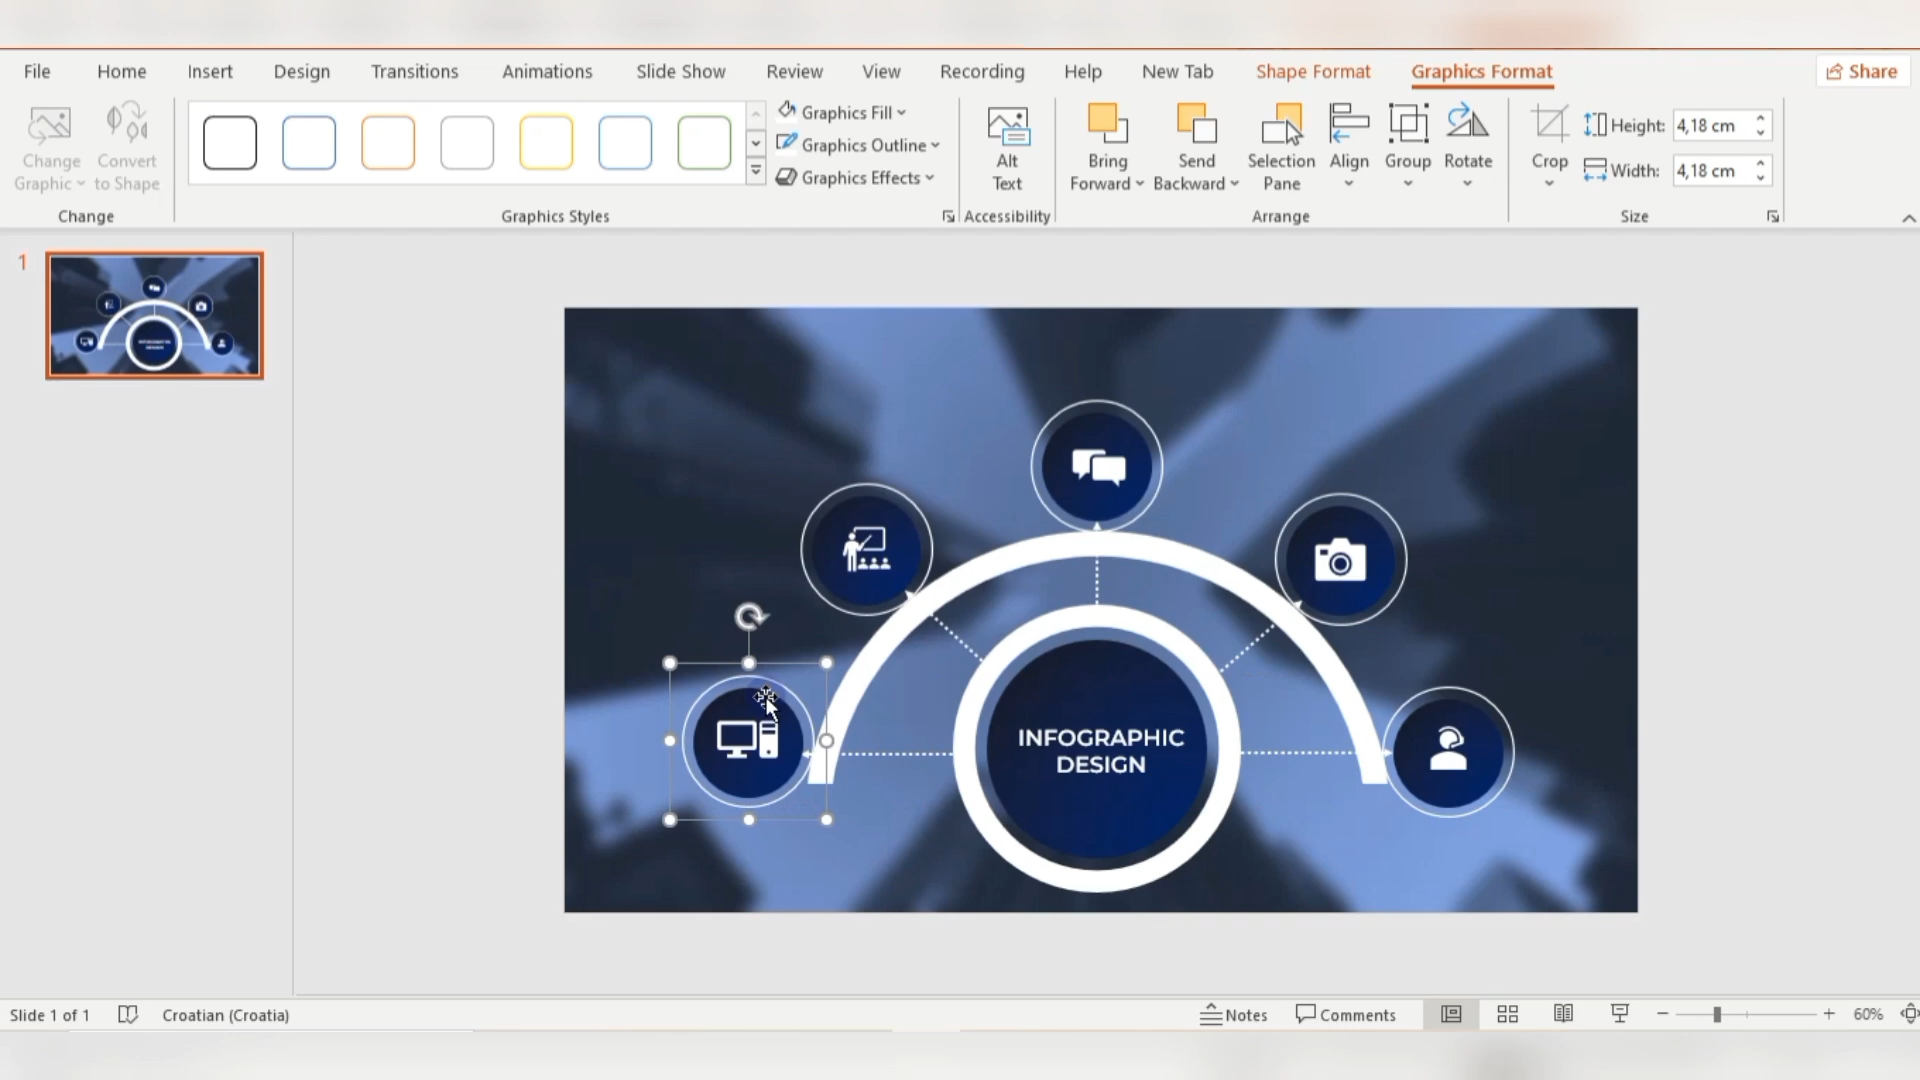 File Home Insert Design Transitions Animations Slide Show Review View Recording Help New Tab Shape Format Graphics Format Share
Change Graphic
Convert to Shape
Change
Graphics Fill
Graphics Outline
Graphics Effects
Graphics Styles
Alt Text
Accessibility
Bring Forward
Send Backward
Selection Pane
Align
Group
Rotate
Arrange
Crop
Height: 4,18 cm
Width: 4,18 cm
Size
1
INFOGRAPHIC
DESIGN
Slide 1 of 1 Croatian (Croatia) Notes Comments 60%